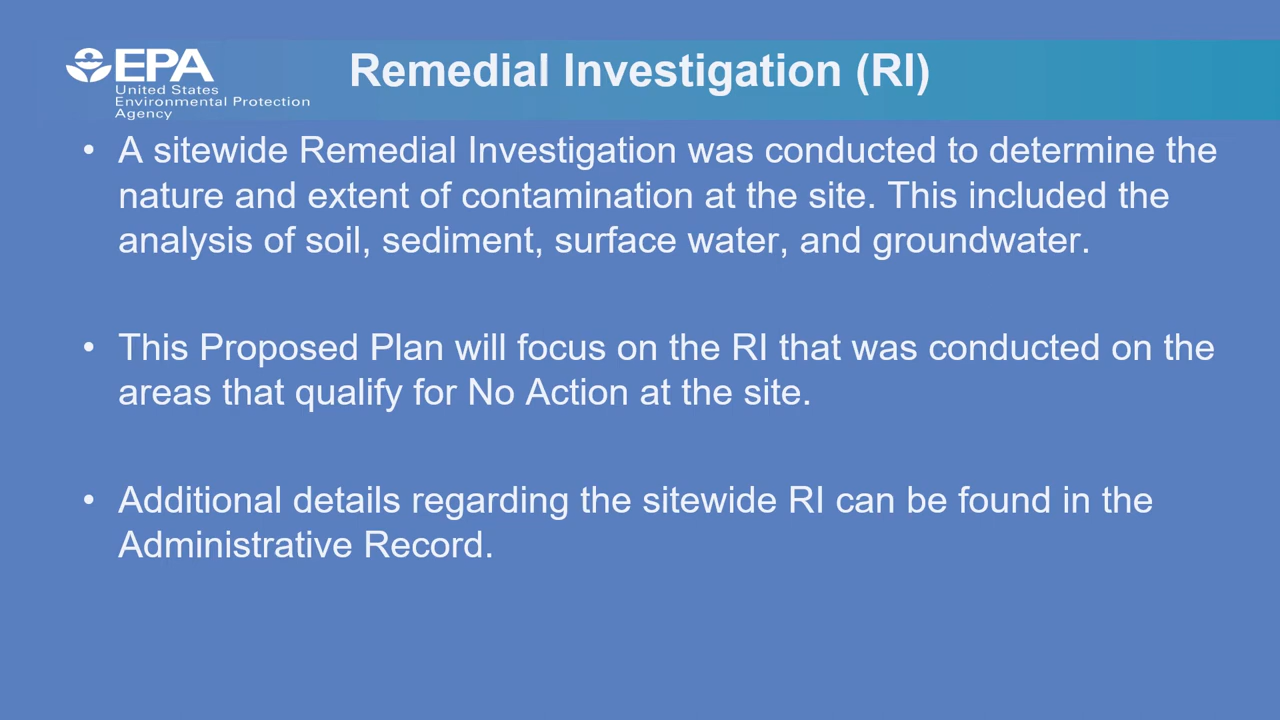 EPA
United States
Environmental Protection
Agency
Remedial Investigation (RI)
• A sitewide Remedial Investigation was conducted to determine the
nature and extent of contamination at the site. This included the
analysis of soil, sediment, surface water, and groundwater.
• This Proposed Plan will focus on the RI that was conducted on the
areas that qualify for No Action at the site.
• Additional details regarding the sitewide RI can be found in the
Administrative Record.